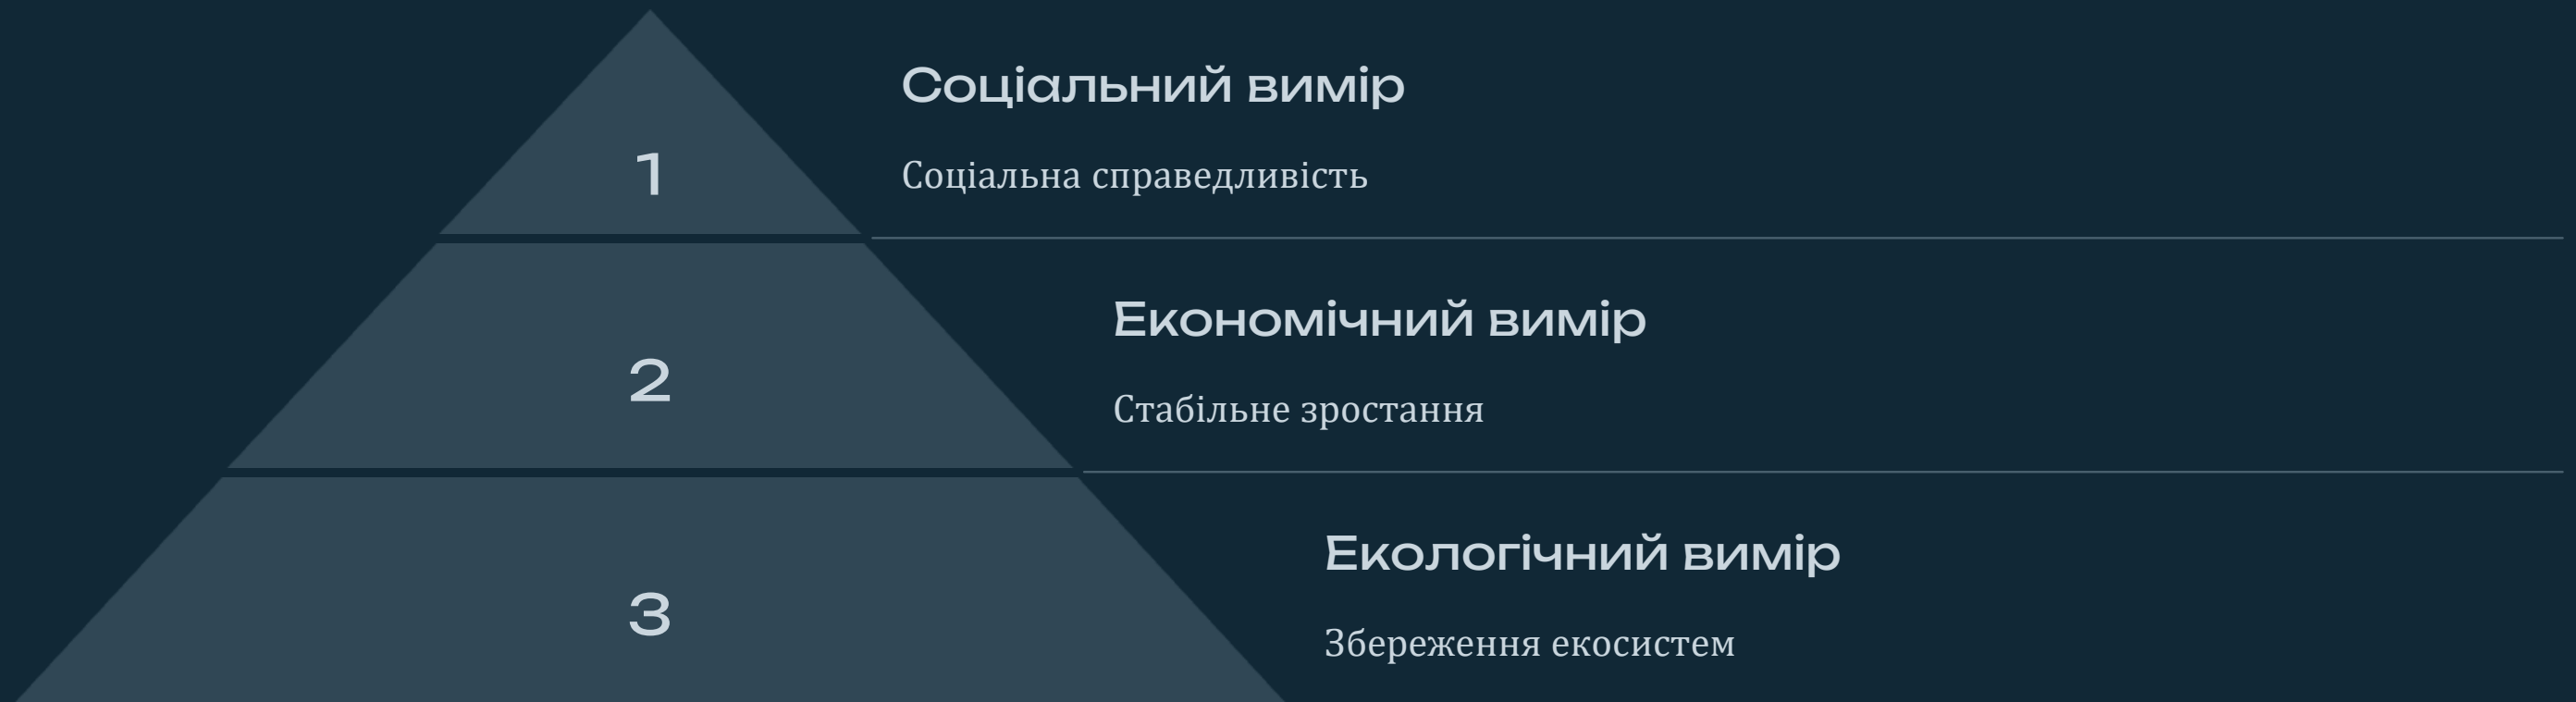 1
Соціальний вимір
Соціальна справедливість
2
Економічний вимір
Стабільне зростання
3
Екологічний вимір
Збереження екосистем